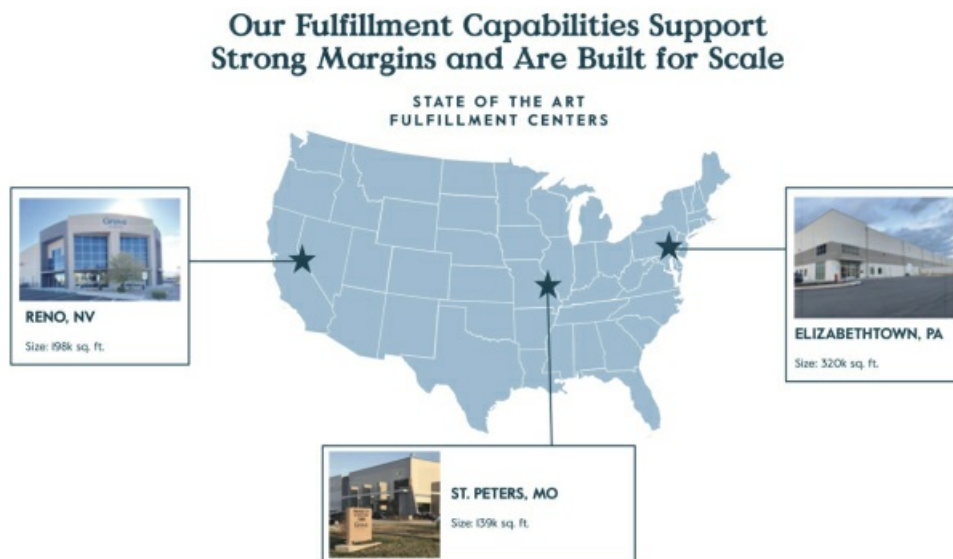 Our Fulfillment Capabilities Support
Strong Margins and Are Built for Scale
STATE OF THE ART
FULFILLMENT CENTERS
Grove
RENO, NV
Size: 198k sq. ft.
ELIZABETHTOWN, PA
Size: 320k sq. ft.
ST. PETERS, MO
Size: 139k sq. ft.